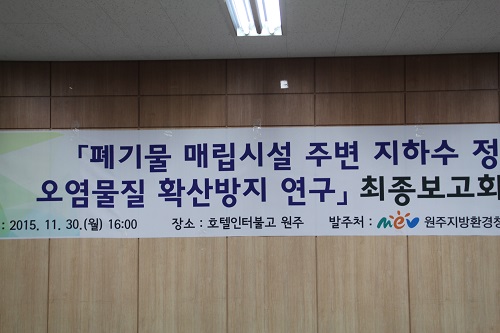 「폐기물 매립시설 주변 지하수 정
오염물질 확산방지 연구」 최종보고회
: 2015. 11. 30.(월) 16:00 장소 : 호텔인터불고 원주 발주처 : me 원주지방환경청